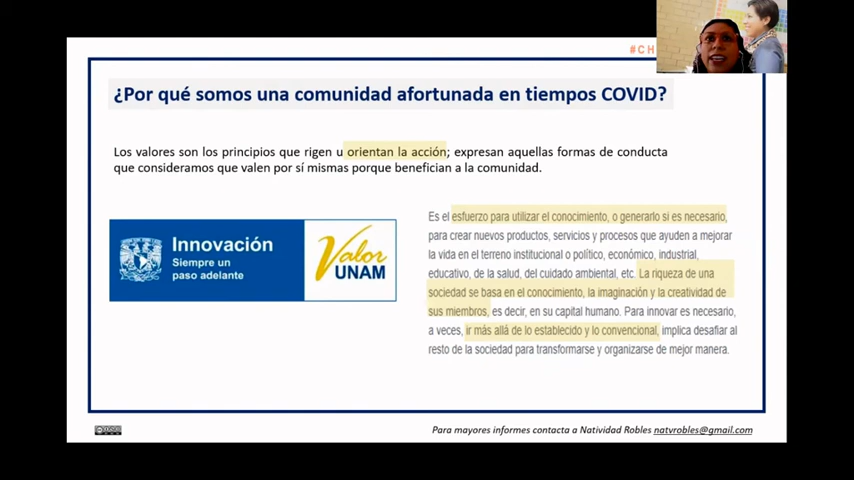 #CH
¿Por qué somos una comunidad afortunada en tiempos COVID?
Los valores son los principios que rigen u orientan la acción; expresan aquellas formas de conducta
que consideramos que valen por sí mismas porque benefician a la comunidad.
Innovación
Siempre un
paso adelante
Valor
UNAM
Es el esfuerzo para utilizar el conocimiento, o generarlo si es necesario,
para crear nuevos productos, servicios y procesos que ayuden a mejorar
la vida en el terreno institucional o político, económico, industrial,
educativo, de la salud, del cuidado ambiental, etc. La riqueza de una
sociedad se basa en el conocimiento, la imaginación y la creatividad de
sus miembros, es decir, en su capital humano. Para innovar es necesario,
a veces, ir más allá de lo establecido y lo convencional, implica desafiar al
resto de la sociedad para transformarse y organizarse de mejor manera.
Para mayores informes contacta a Natividad Robles natvrobles@gmail.com